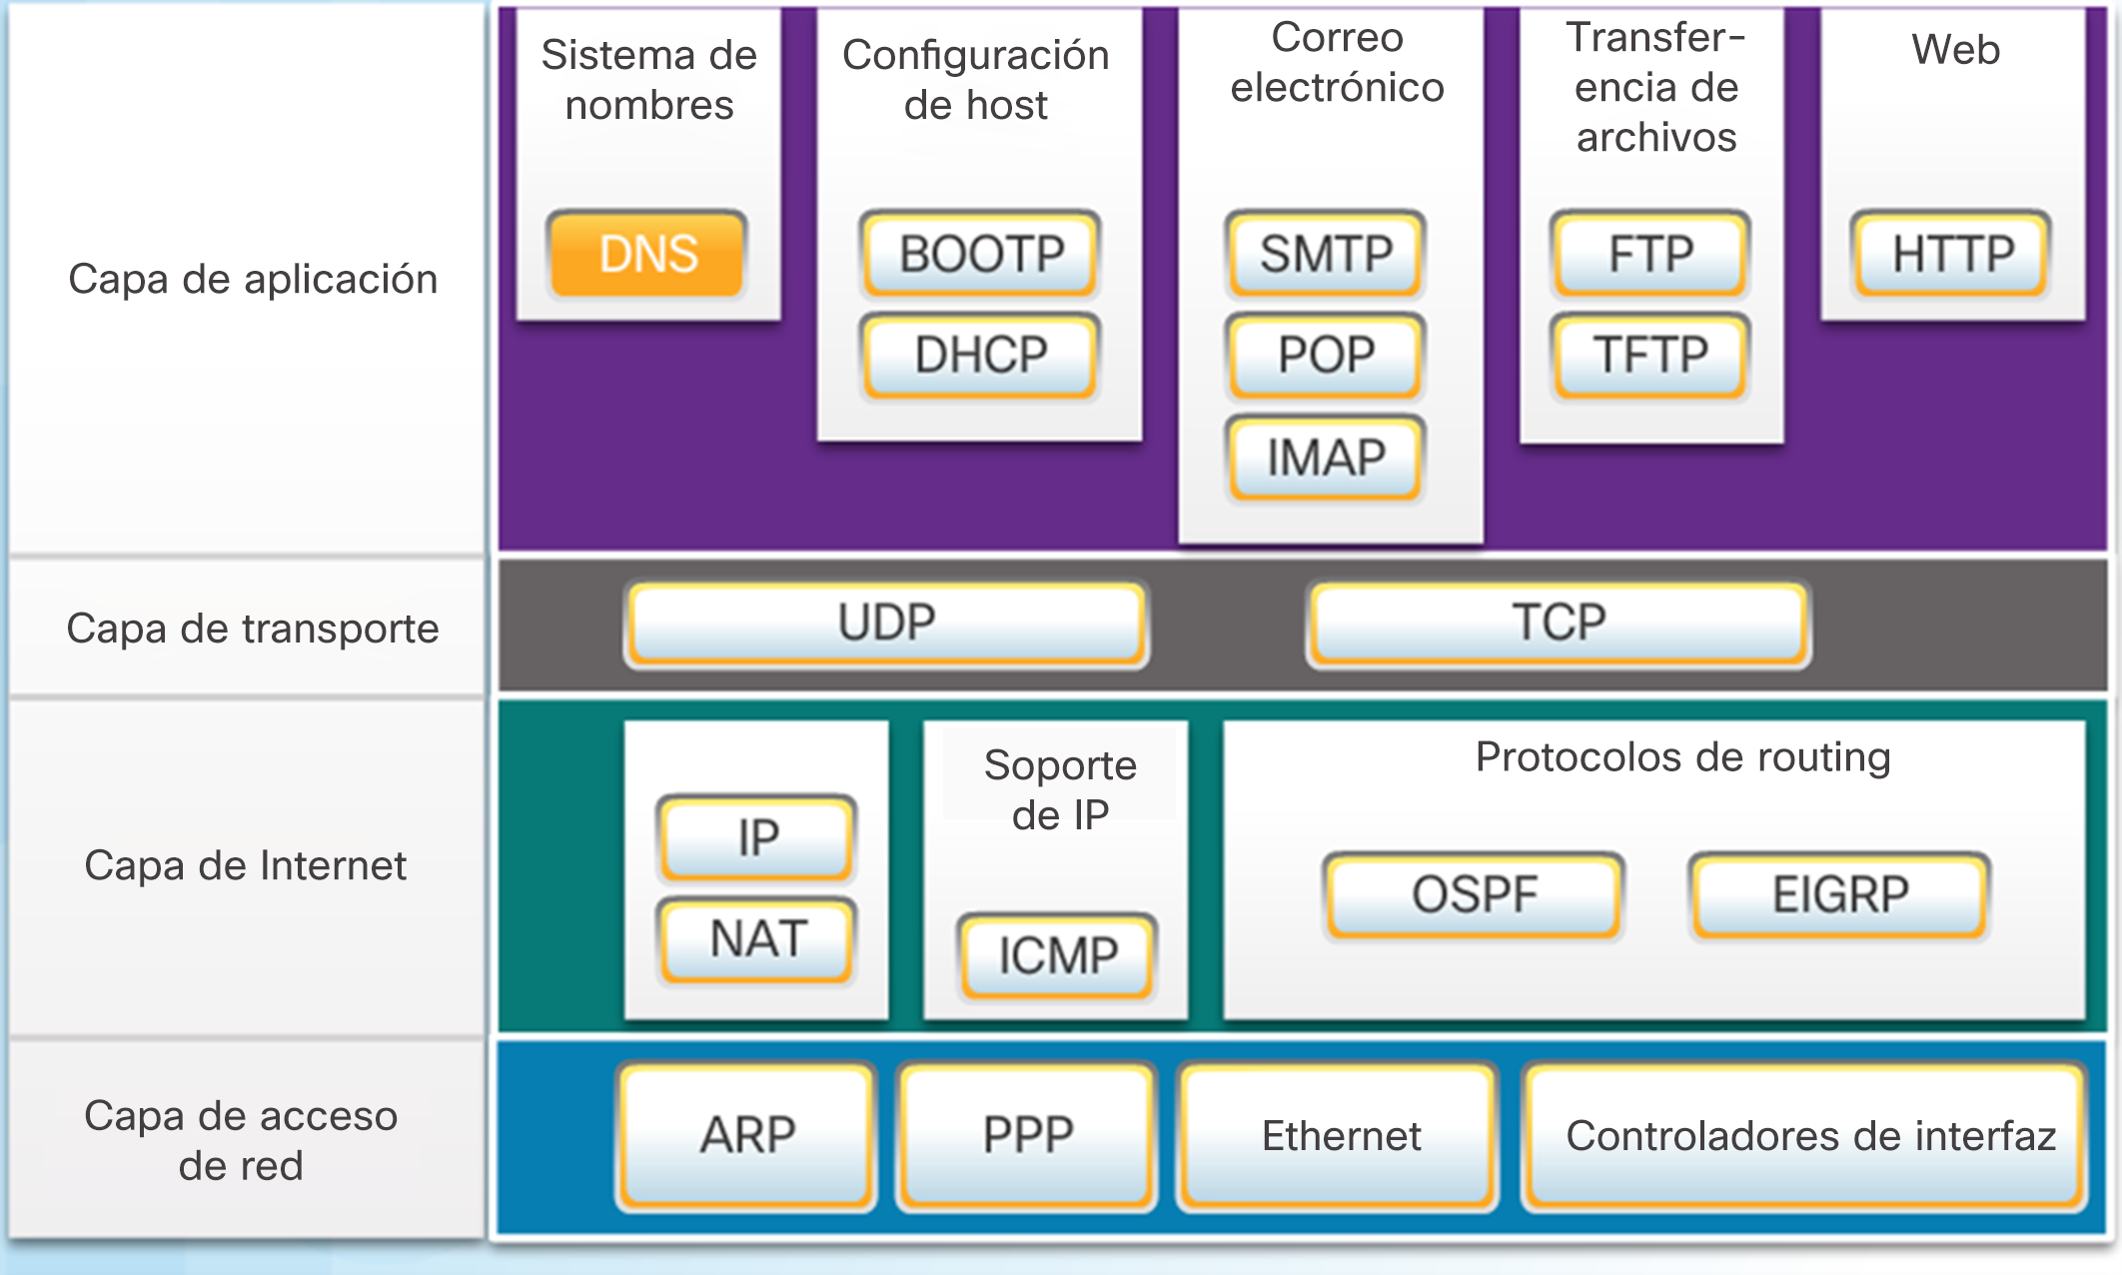 Capa de aplicación
Sistema de
nombres
DNS
Configuración
de host
BOOTP
DHCP
Correo
electrónico
SMTP
POP
IMAP
Transfer-
encia de
archivos
FTP
TFTP
Web
HTTP
Capa de transporte
UDP
TCP
Capa de Internet
IP
NAT
Soporte
de IP
ICMP
Protocolos de routing
OSPF
EIGRP
Capa de acceso
de red
ARP
PPP
Ethernet
Controladores de interfaz